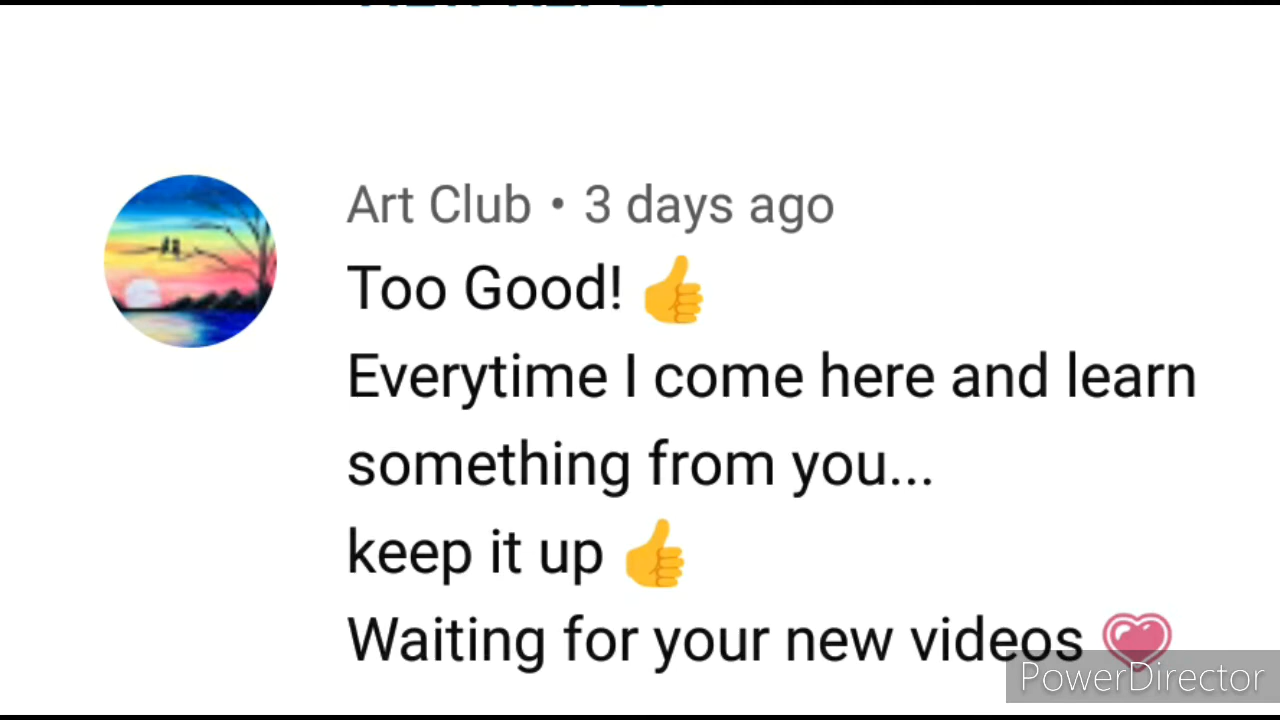 Art Club • 3 days ago
Too Good! 👍
Everytime I come here and learn
something from you...
keep it up 👍
Waiting for your new videos 💗
PowerDirector